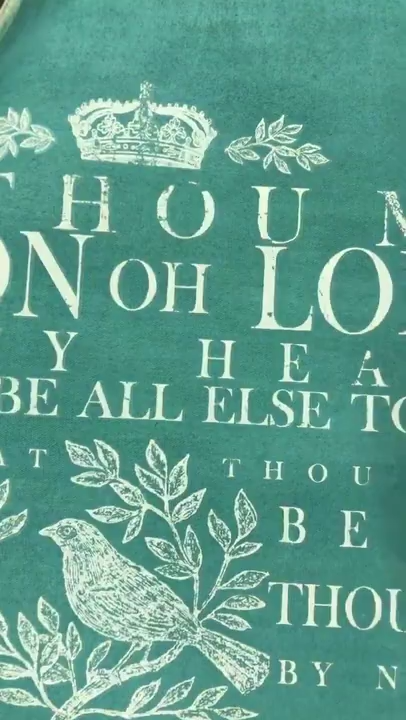 THOU
ON OH LO
Y HEA
BE ALL ELSE TO
AT THOU
BE
THOU
BY N